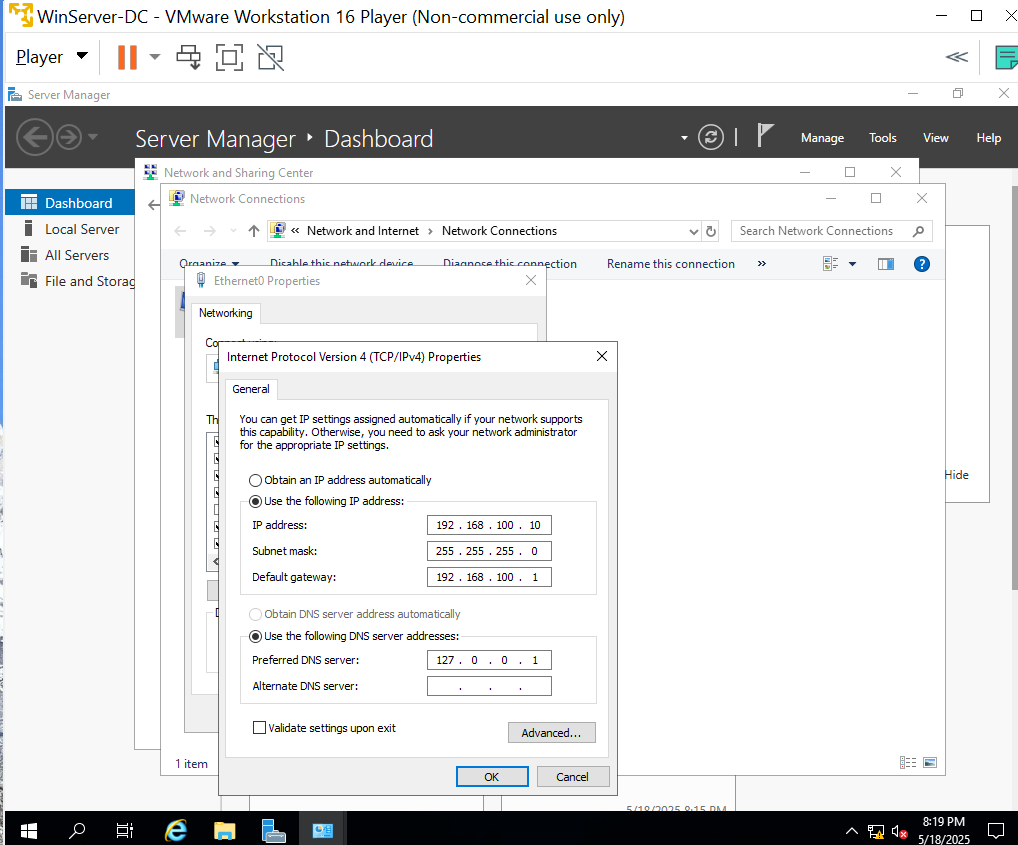 WinServer-DC - VMware Workstation 16 Player (Non-commercial use only)
Player
Server Manager
Server Manager Dashboard
Manage Tools View Help
Network and Sharing Center
Dashboard
Local Server
All Servers
File and Storag
Network Connections
« Network and Internet › Network Connections
Search Network Connections
Organize Disable this network device Diagnose this connection Rename this connection »
Ethernet0 Properties
Networking
Internet Protocol Version 4 (TCP/IPv4) Properties
General
You can get IP settings assigned automatically if your network supports
this capability. Otherwise, you need to ask your network administrator
for the appropriate IP settings.
Obtain an IP address automatically
Use the following IP address:
IP address: 192 . 168 . 100 . 10
Subnet mask: 255 . 255 . 255 . 0
Default gateway: 192 . 168 . 100 . 1
Obtain DNS server address automatically
Use the following DNS server addresses:
Preferred DNS server: 127 . 0 . 0 . 1
Alternate DNS server: . . .
Validate settings upon exit
Advanced...
OK Cancel
Hide
1 item
5/18/2025 8:15 PM
8:19 PM
5/18/2025